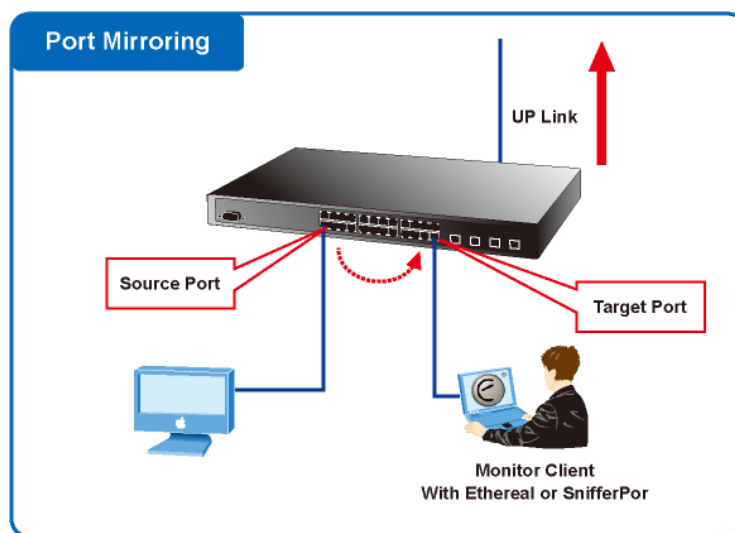 Port Mirroring
UP Link
Source Port
Target Port
Monitor Client
With Ethereal or SnifferPor